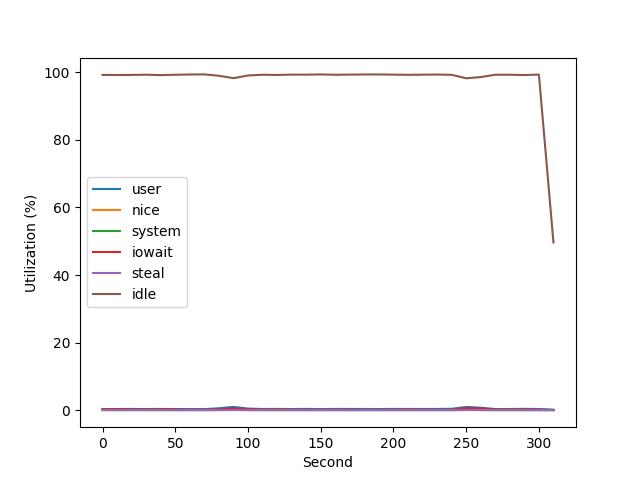 100
80
60
40
20
0
Utilization (%)
user
nice
system
iowait
steal
idle
0 50 100 150 200 250 300
Second